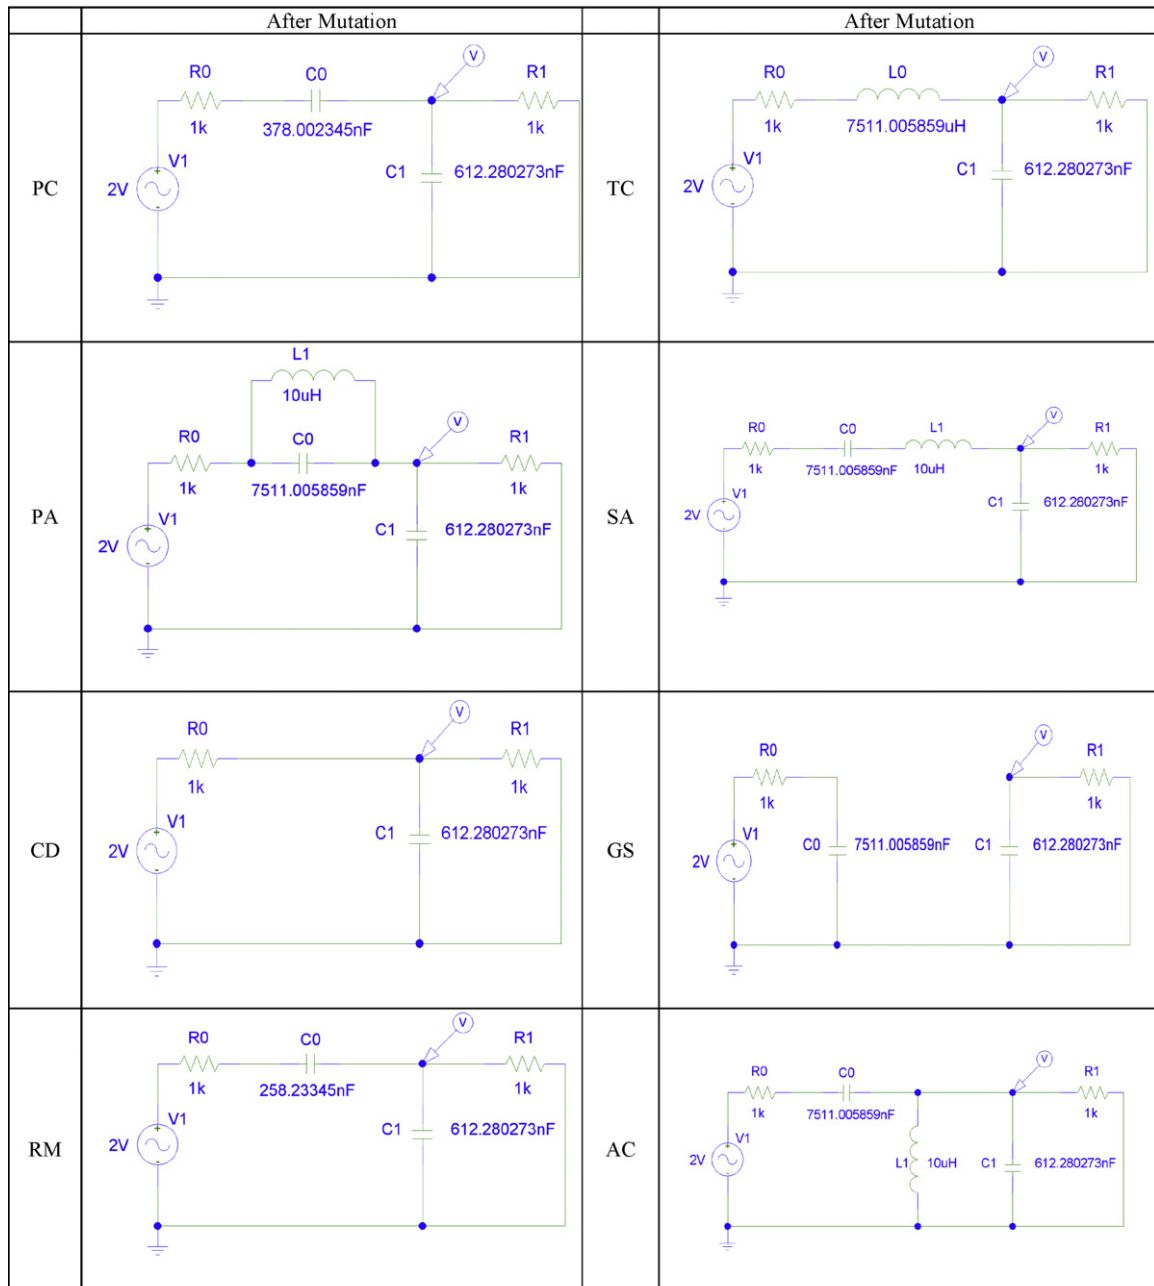 After Mutation
After Mutation
PC
V
R0
C0
R1
1k
378.002345nF
1k
V1
+
2V
-
C1
612.280273nF
TC
V
R0
L0
R1
1k
7511.005859uH
1k
V1
+
2V
-
C1
612.280273nF
PA
L1
10uH
V
R0
C0
R1
1k
7511.005859nF
1k
V1
+
2V
-
C1
612.280273nF
SA
V
R0
C0
L1
R1
1k
7511.005859nF
10uH
1k
V1
+
2V
-
C1
612.280273nF
CD
V
R0
R1
1k
1k
V1
+
2V
-
C1
612.280273nF
GS
V
R0
R1
1k
1k
V1
+
2V
-
C0
7511.005859nF
C1
612.280273nF
RM
V
R0
C0
R1
1k
258.23345nF
1k
V1
+
2V
-
C1
612.280273nF
AC
V
R0
C0
R1
1k
7511.005859nF
1k
V1
+
2V
-
L1
10uH
C1
612.280273nF